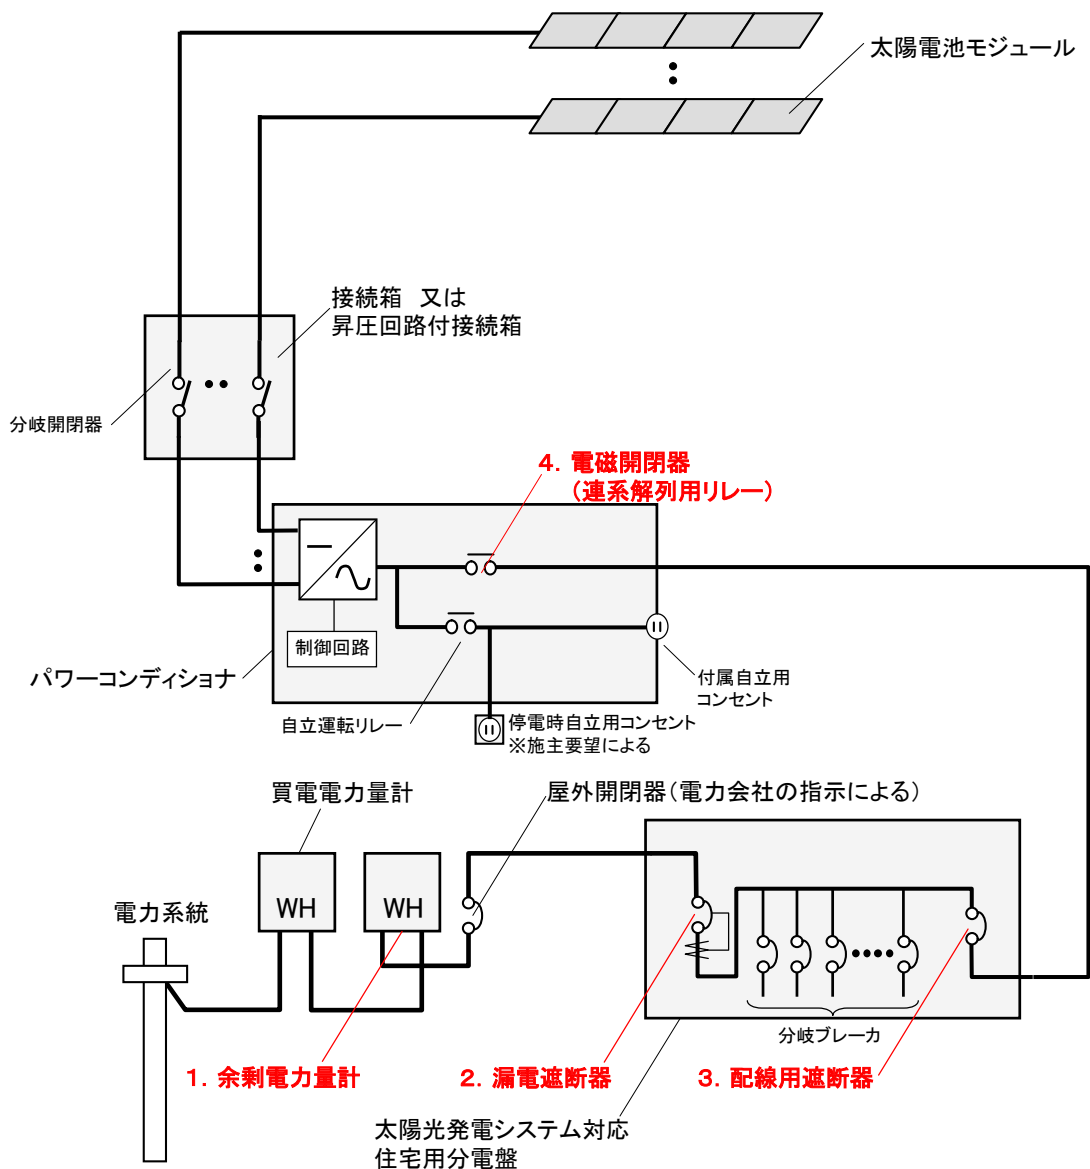 太陽電池モジュール
接続箱　又は
昇圧回路付接続箱
分岐開閉器
4. 電磁開閉器
（連系解列用リレー）
制御回路
パワーコンディショナ
付属自立用
コンセント
自立運転リレー
停電時自立用コンセント
※施主要望による
買電電力量計
屋外開閉器（電力会社の指示による）
WH
WH
電力系統
分岐ブレーカ
1. 余剰電力量計
2. 漏電遮断器
3. 配線用遮断器
太陽光発電システム対応
住宅用分電盤